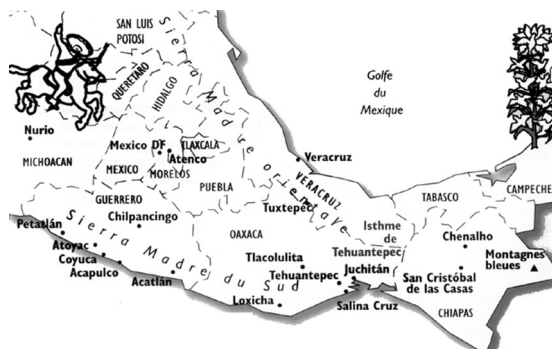 SAN LUIS
POTOSI
Sierra Madre orientale
QUERETARO
HIDALGO
Golfe
du
Mexique
Nurio
Mexico DF
TLAXCALA
Atenco
Veracruz
MICHOACAN
MEXICO
MORELOS
PUEBLA
VERACRUZ
TABASCO
CAMPECHE
GUERRERO
Tuxtepec
Petatlán
Chilpancingo
Sierra Madre du Sud
OAXACA
Isthme
de
Tehuantepec
Chenalho
Atoyac
Coyuca
Acapulco
Acatlán
Tlacolulita
Tehuantepec
Juchitán
Montagnes
bleues
San Cristóbal
de las Casas
Loxicha
Salina Cruz
CHIAPAS